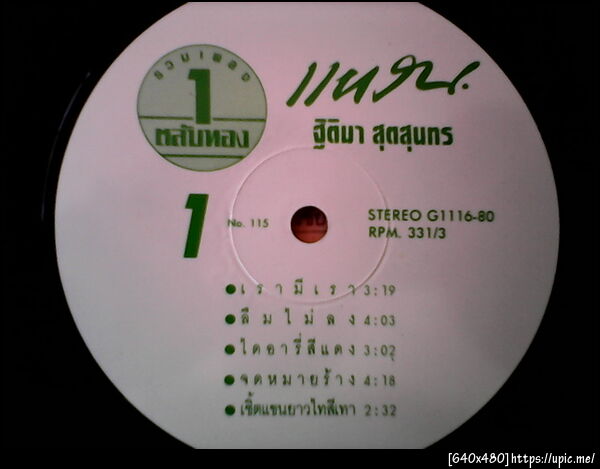 รวมเพลง
1
ตลับทอง
แหวน
ฐิติมา สุตสุนทร
1
No. 115
STEREO G1116-80
RPM. 331/3
เรามีเรา 3:19
ลืมไม่ลง 4:03
ไดอารี่สีแดง 3:02
จดหมายร้าง 4:18
เชิ้ตแขนยาวไทสีเทา 2:32
[640x480]https://upic.me/